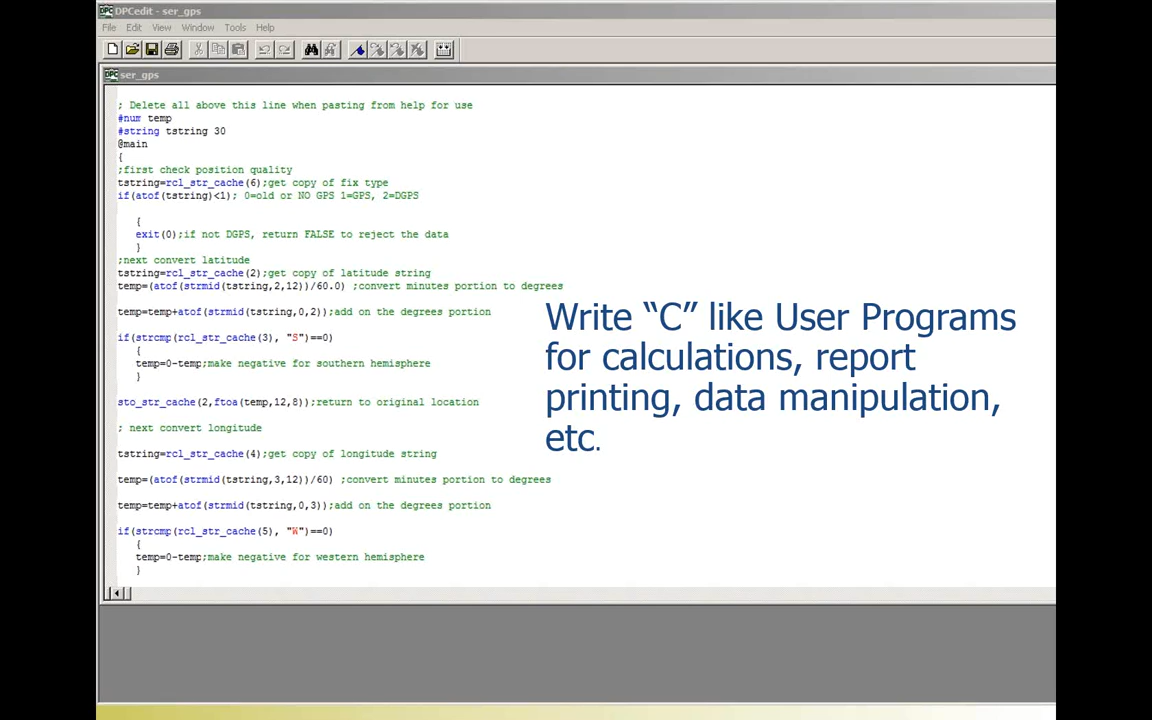 DPCedit - ser_gps
File Edit View Window Tools Help
ser_gps
; Delete all above this line when pasting from help for use
#num temp
#string tstring 30
@main
{
;first check position quality
tstring=rcl_str_cache(6);get copy of fix type
if(atof(tstring)<1); 0=old or NO GPS 1=GPS, 2=DGPS
{
exit(0);if not DGPS, return FALSE to reject the data
}
;next convert latitude
tstring=rcl_str_cache(2);get copy of latitude string
temp=(atof(strmid(tstring,2,12))/60.0) ;convert minutes portion to degrees
temp=temp+atof(strmid(tstring,0,2));add on the degrees portion
if(strcmp(rcl_str_cache(3), "S")==0)
{
temp=0-temp;make negative for southern hemisphere
}
sto_str_cache(2,ftoa(temp,12,8));return to original location
; next convert longitude
tstring=rcl_str_cache(4);get copy of longitude string
temp=(atof(strmid(tstring,3,12))/60) ;convert minutes portion to degrees
temp=temp+atof(strmid(tstring,0,3));add on the degrees portion
if(strcmp(rcl_str_cache(5), "W")==0)
{
temp=0-temp;make negative for western hemisphere
}
Write “C” like User Programs
for calculations, report
printing, data manipulation,
etc.